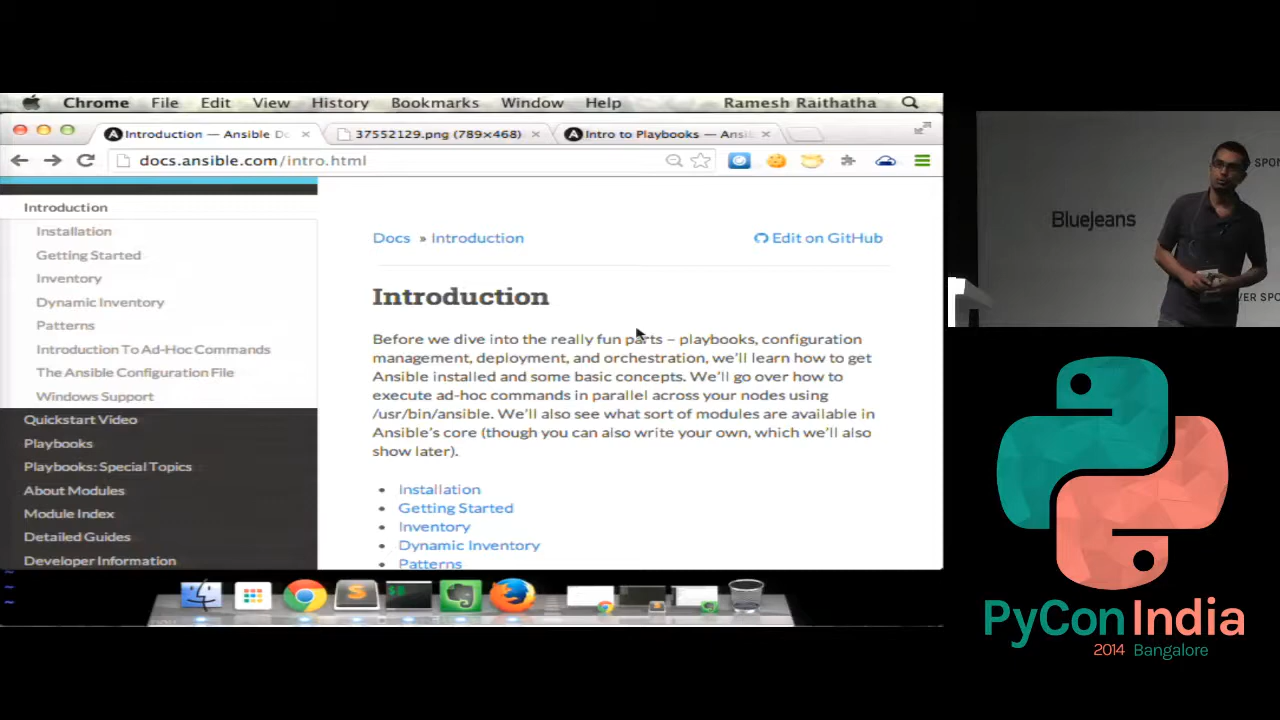 Chrome File Edit View History Bookmarks Window Help Ramesh Raithatha
Introduction — Ansible Do
37552129.png (789×468)
Intro to Playbooks — Ansi
docs.ansible.com/intro.html
Introduction
Installation
Getting Started
Inventory
Dynamic Inventory
Patterns
Introduction To Ad-Hoc Commands
The Ansible Configuration File
Windows Support
Quickstart Video
Playbooks
Playbooks: Special Topics
About Modules
Module Index
Detailed Guides
Developer Information
Docs » Introduction
Edit on GitHub
Introduction
Before we dive into the really fun parts – playbooks, configuration
management, deployment, and orchestration, we'll learn how to get
Ansible installed and some basic concepts. We'll go over how to
execute ad-hoc commands in parallel across your nodes using
/usr/bin/ansible. We'll also see what sort of modules are available in
Ansible's core (though you can also write your own, which we'll also
show later).
• Installation
• Getting Started
• Inventory
• Dynamic Inventory
• Patterns
~
~
~
BlueJeans
SPON
VER SPON
PyCon India
2014 Bangalore